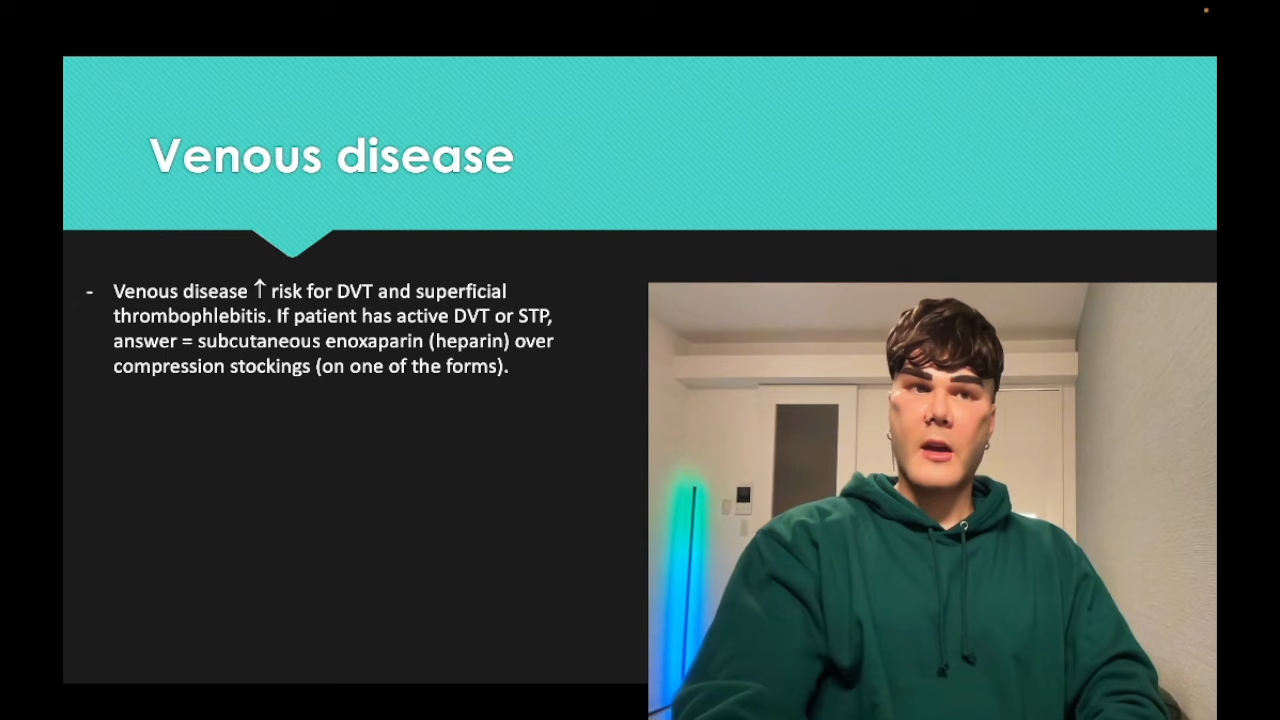 Venous disease
- Venous disease ↑ risk for DVT and superficial
thrombophlebitis. If patient has active DVT or STP,
answer = subcutaneous enoxaparin (heparin) over
compression stockings (on one of the forms).